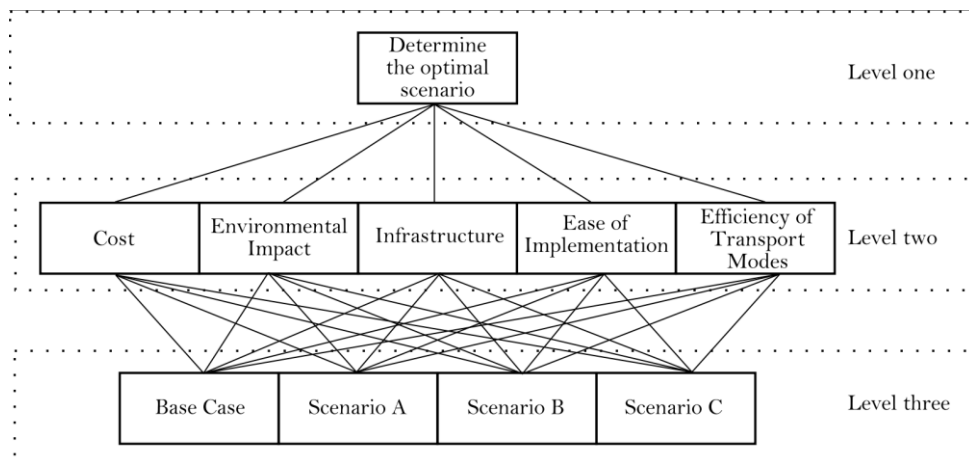 Determine
the optimal
scenario
Level one
Cost
Environmental
Impact
Infrastructure
Ease of
Implementation
Efficiency of
Transport
Modes
Level two
Base Case
Scenario A
Scenario B
Scenario C
Level three